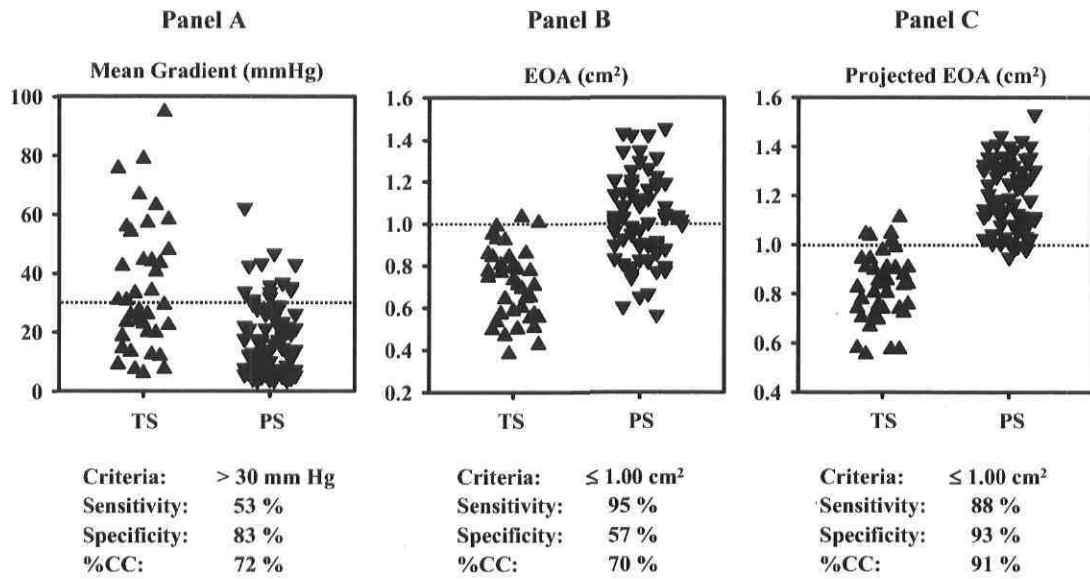 Panel A
Mean Gradient (mmHg)
100
80
60
40
20
0
TS PS
Criteria: > 30 mm Hg
Sensitivity: 53 %
Specificity: 83 %
%CC: 72 %
Panel B
EOA (cm²)
1.6
1.4
1.2
1.0
0.8
0.6
0.4
0.2
TS PS
Criteria: ≤ 1.00 cm²
Sensitivity: 95 %
Specificity: 57 %
%CC: 70 %
Panel C
Projected EOA (cm²)
1.6
1.4
1.2
1.0
0.8
0.6
0.4
TS PS
Criteria: ≤ 1.00 cm²
Sensitivity: 88 %
Specificity: 93 %
%CC: 91 %